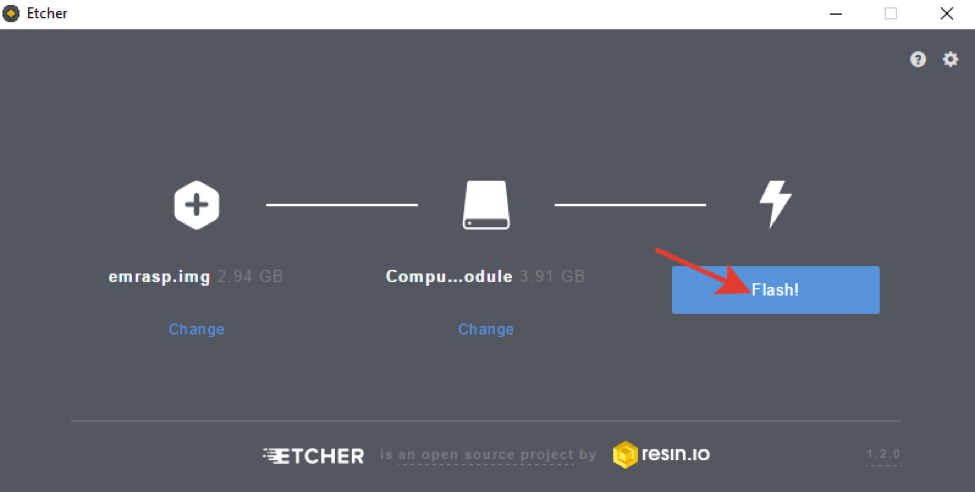 Etcher
emrasp.img 2.94 GB
Compu...odule 3.91 GB
Flash!
Change
Change
ETCHER is an open source project by resin.io
1.2.0